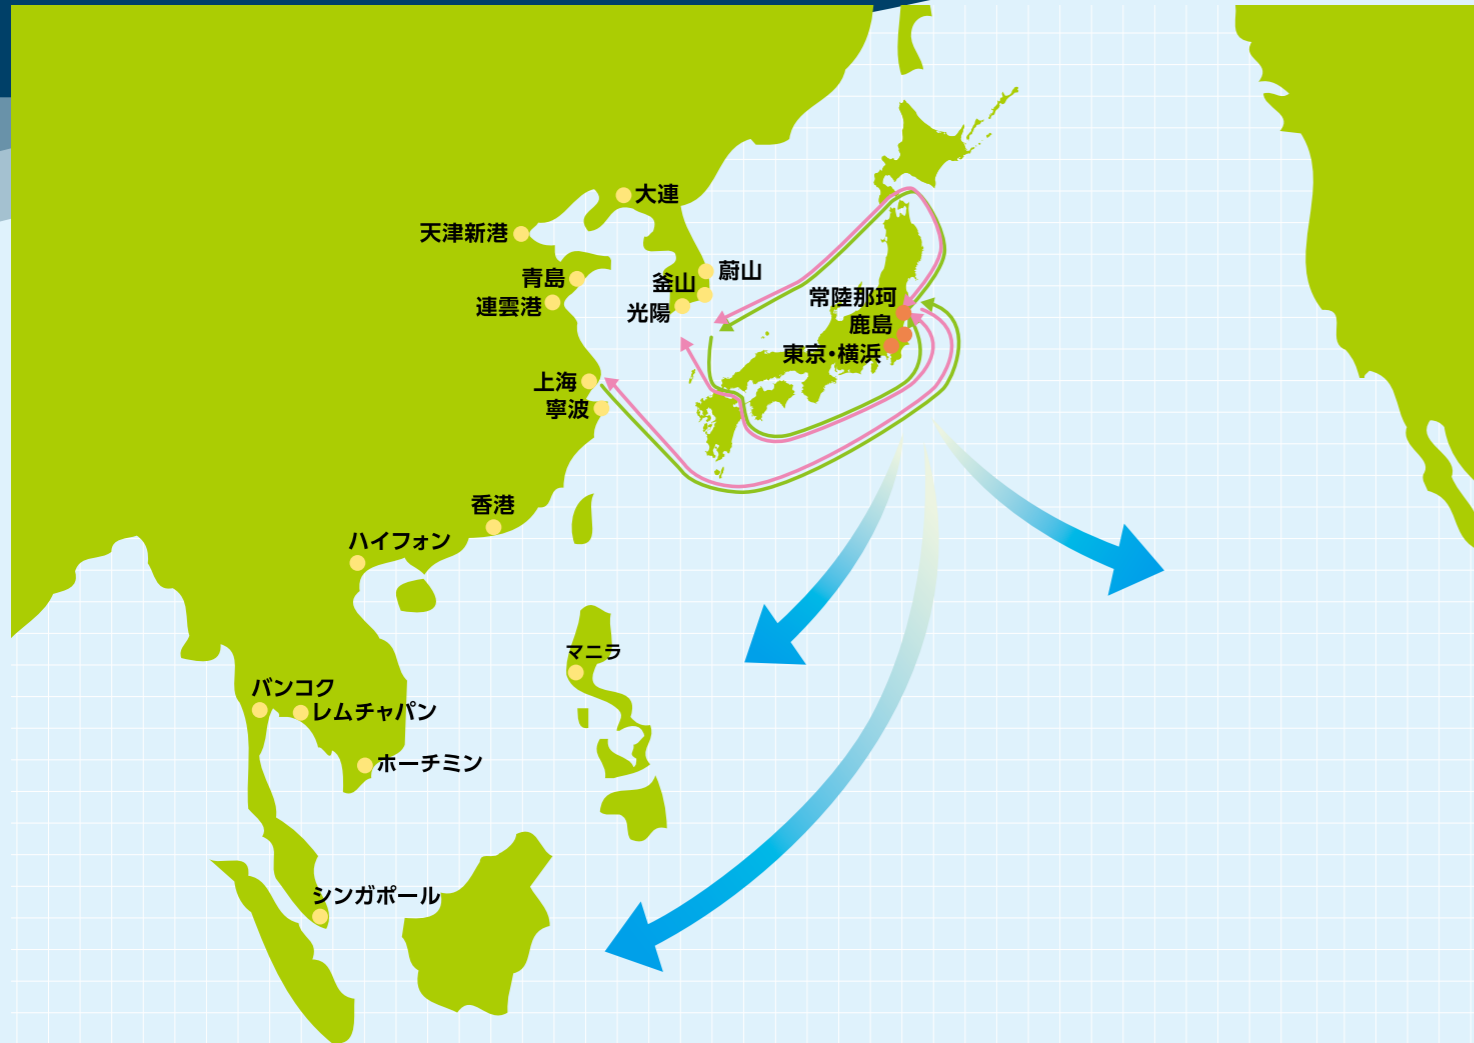 大連
天津新港
青島
連雲港
釜山
蔚山
光陽
常陸那珂
鹿島
東京・横浜
上海
寧波
香港
ハイフォン
マニラ
バンコク
レムチャパン
ホーチミン
シンガポール